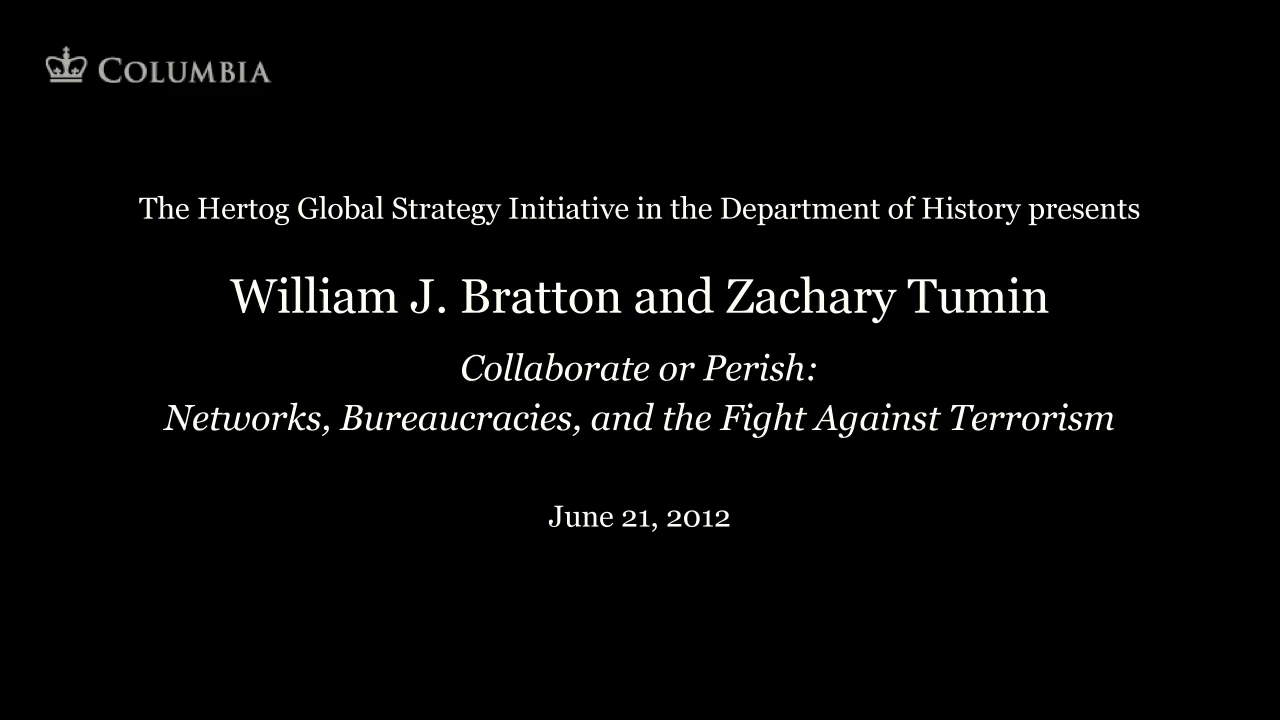 COLUMBIA
The Hertog Global Strategy Initiative in the Department of History presents
William J. Bratton and Zachary Tumin
Collaborate or Perish:
Networks, Bureaucracies, and the Fight Against Terrorism
June 21, 2012